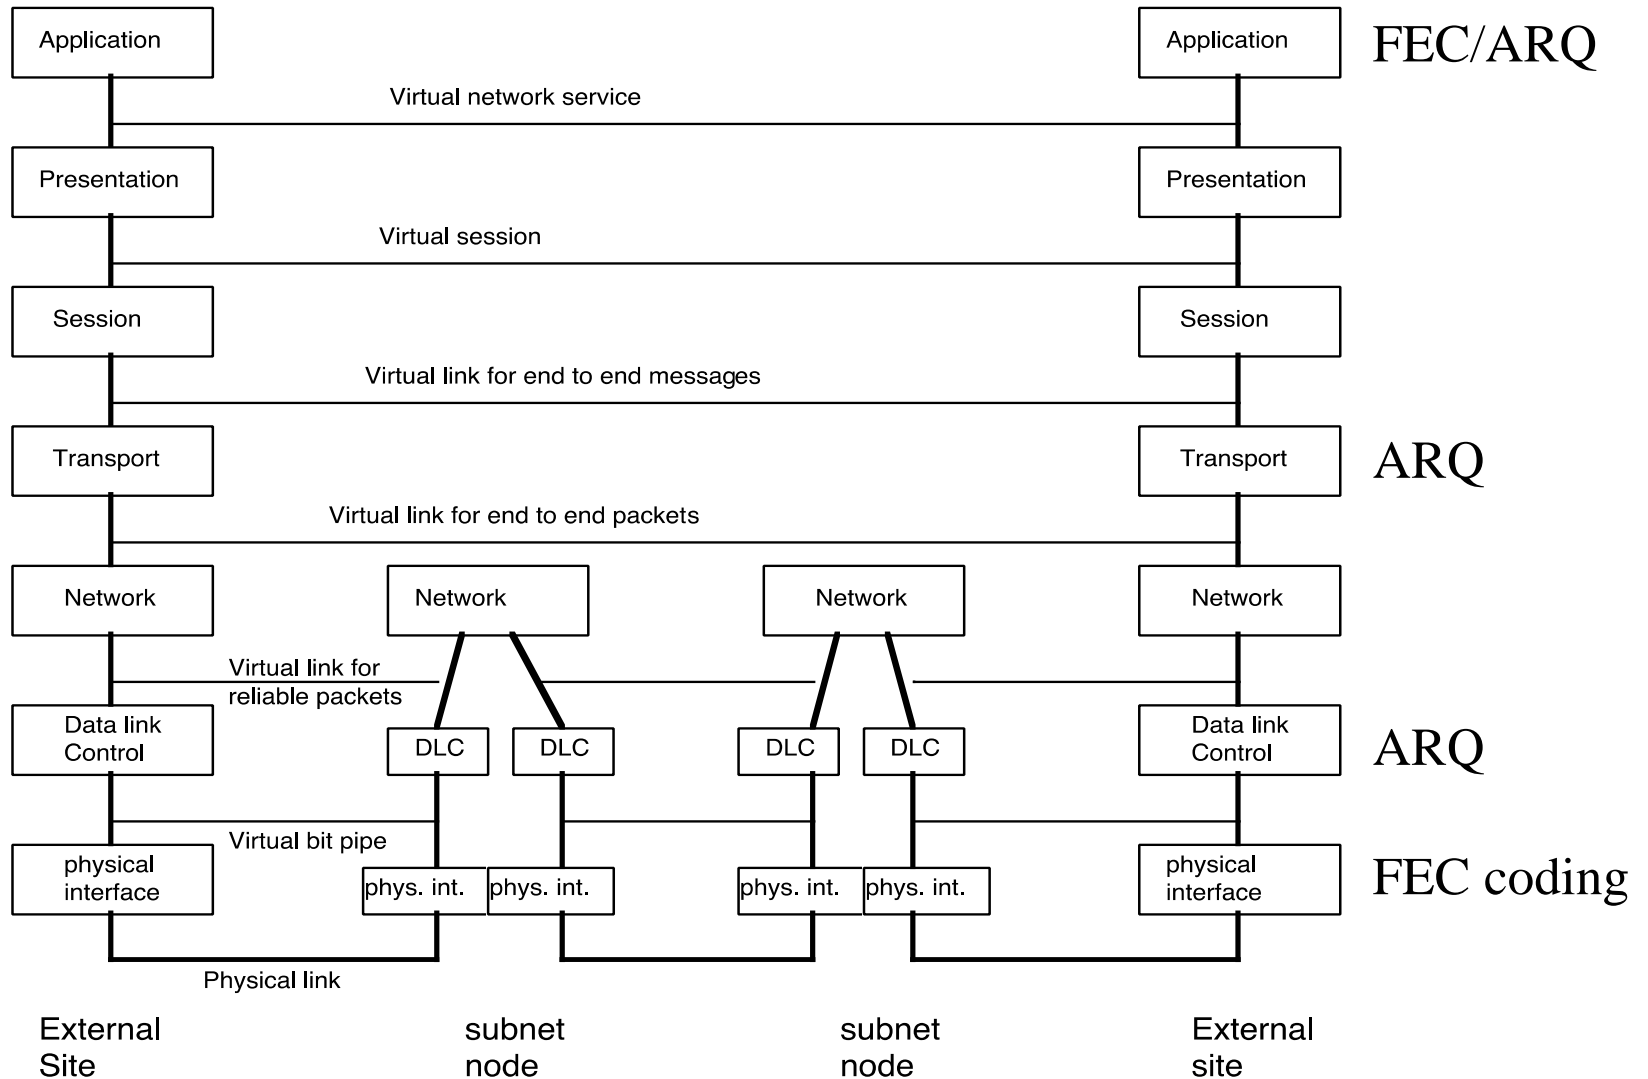 Application
Application
FEC/ARQ
Virtual network service
Presentation
Presentation
Virtual session
Session
Session
Virtual link for end to end messages
Transport
Transport
ARQ
Virtual link for end to end packets
Network
Network
Network
Network
Virtual link for
reliable packets
Data link
Control
DLC
DLC
DLC
DLC
Data link
Control
ARQ
Virtual bit pipe
physical
interface
phys. int.
phys. int.
phys. int.
phys. int.
physical
interface
FEC coding
Physical link
External
Site
subnet
node
subnet
node
External
site